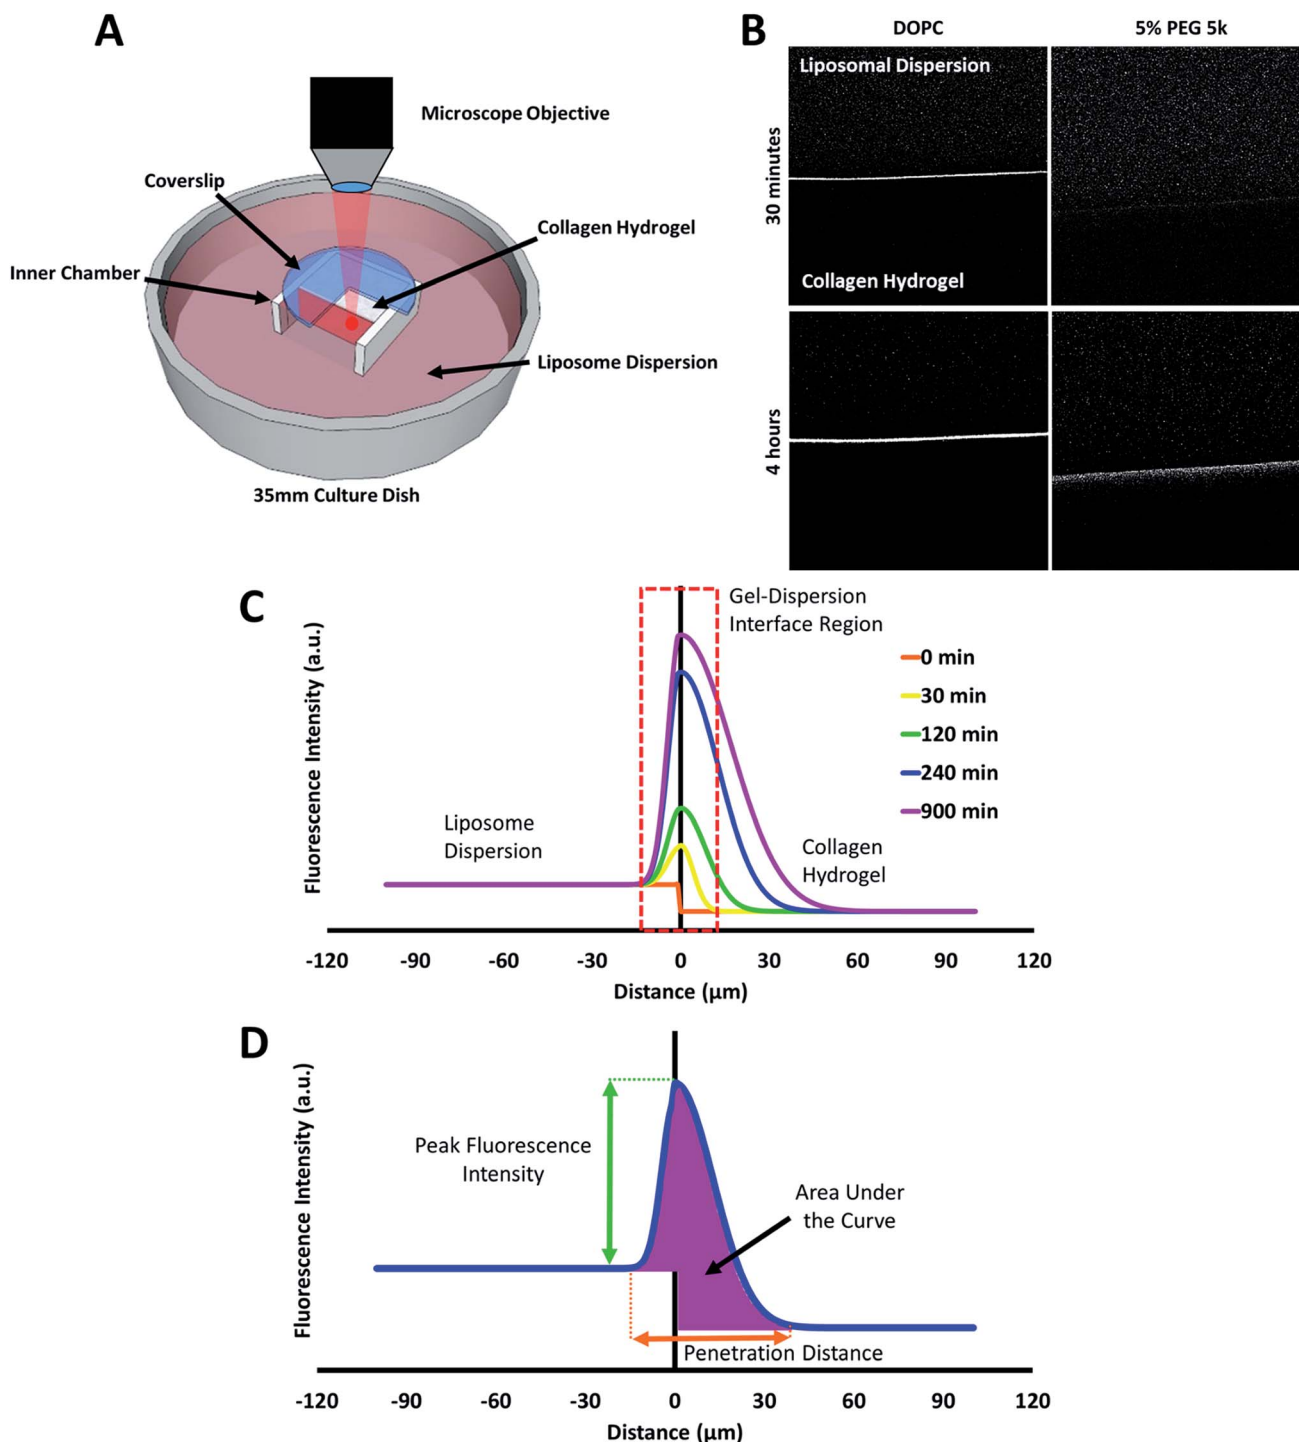 A
Microscope Objective
Coverslip
Collagen Hydrogel
Inner Chamber
Liposome Dispersion
35mm Culture Dish
B
DOPC
5% PEG 5k
30 minutes
Liposomal Dispersion
Collagen Hydrogel
4 hours
C
Fluorescence Intensity (a.u.)
Gel-Dispersion
Interface Region
0 min
30 min
120 min
240 min
900 min
Liposome
Dispersion
Collagen
Hydrogel
-120 -90 -60 -30 0 30 60 90 120
Distance (µm)
D
Fluorescence Intensity (a.u.)
Peak Fluorescence
Intensity
Area Under
the Curve
Penetration Distance
-120 -90 -60 -30 0 30 60 90 120
Distance (µm)